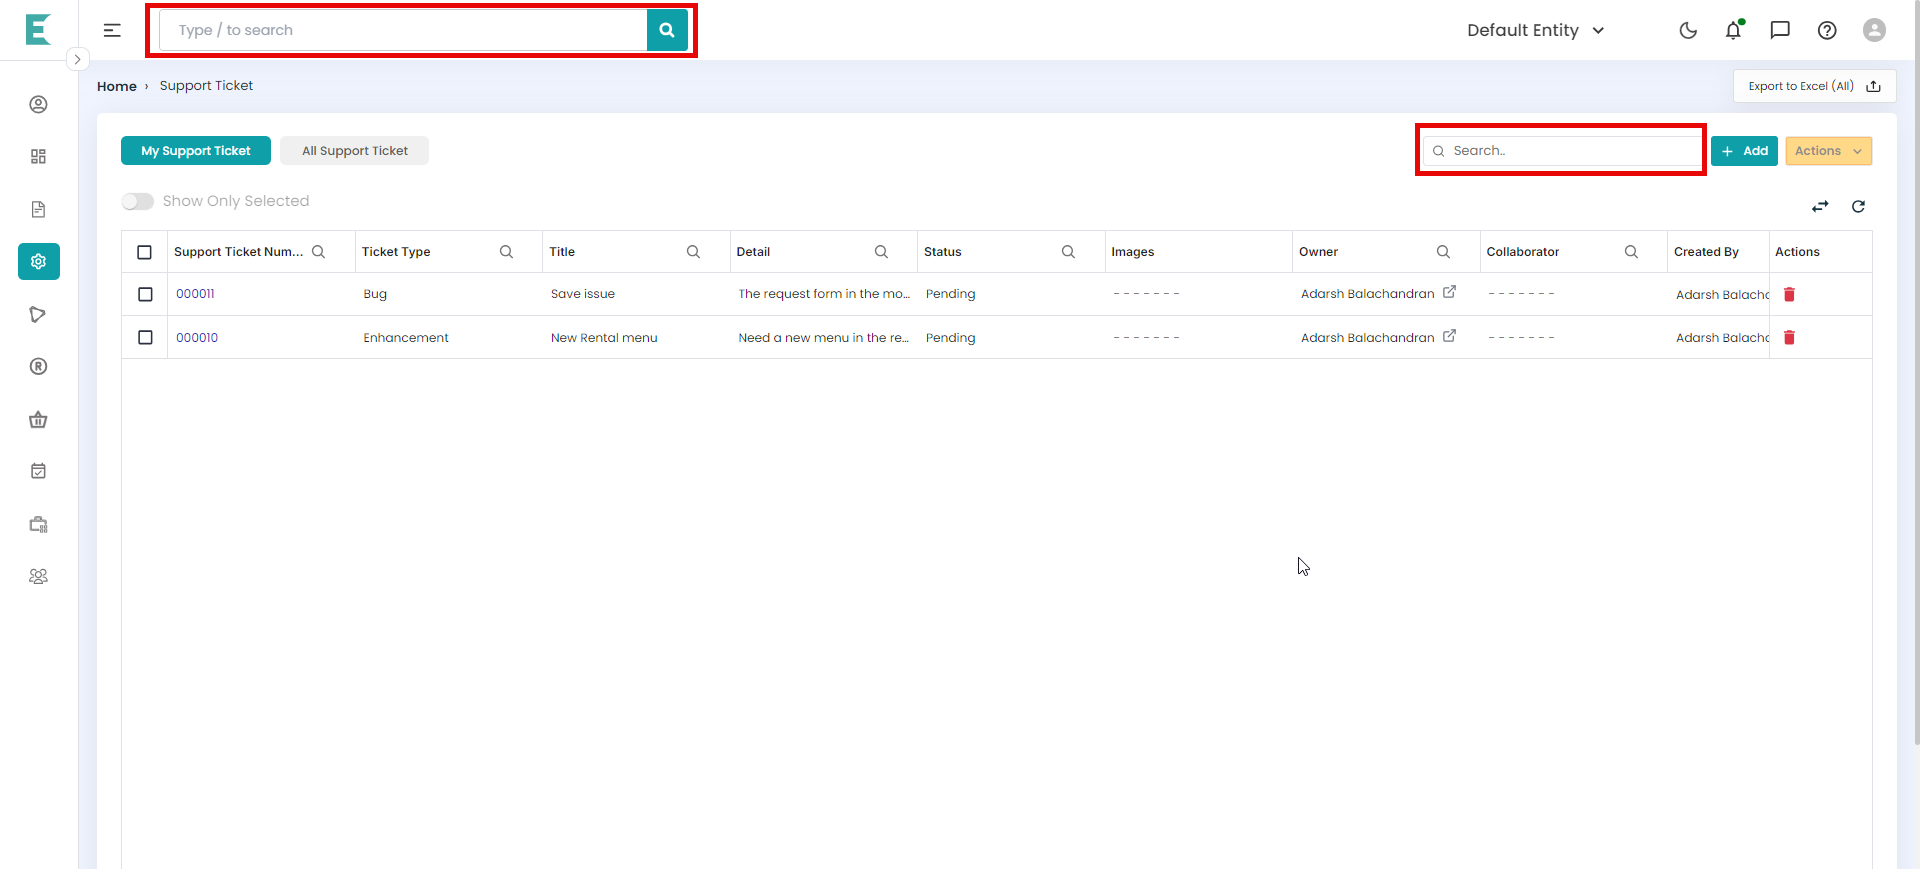 E
Type / to search
Default Entity
Home › Support Ticket
Export to Excel (All)
My Support Ticket
All Support Ticket
Search..
+ Add
Actions
Show Only Selected
Support Ticket Num... Ticket Type Title Detail Status Images Owner Collaborator Created By Actions
000011 Bug Save issue The request form in the mo... Pending ------- Adarsh Balachandran ------- Adarsh Balacho
000010 Enhancement New Rental menu Need a new menu in the re... Pending ------- Adarsh Balachandran ------- Adarsh Balacho